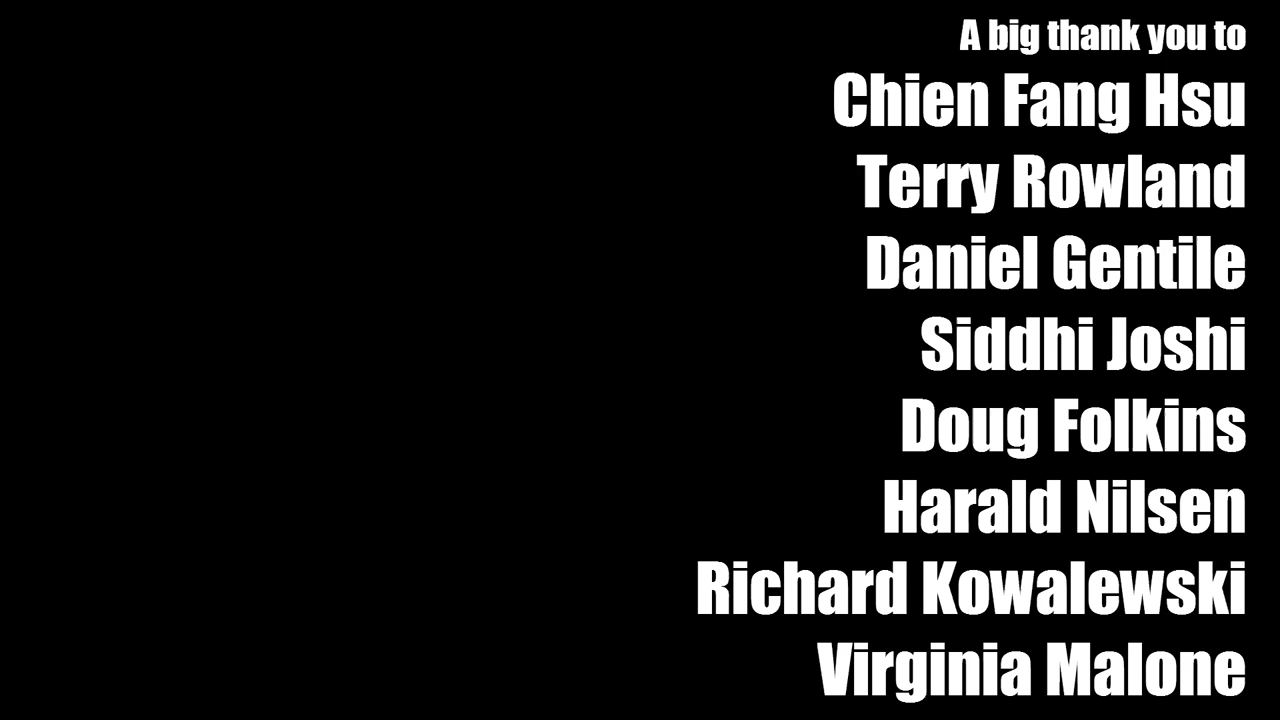 A big thank you to
Chien Fang Hsu
Terry Rowland
Daniel Gentile
Siddhi Joshi
Doug Folkins
Harald Nilsen
Richard Kowalewski
Virginia Malone